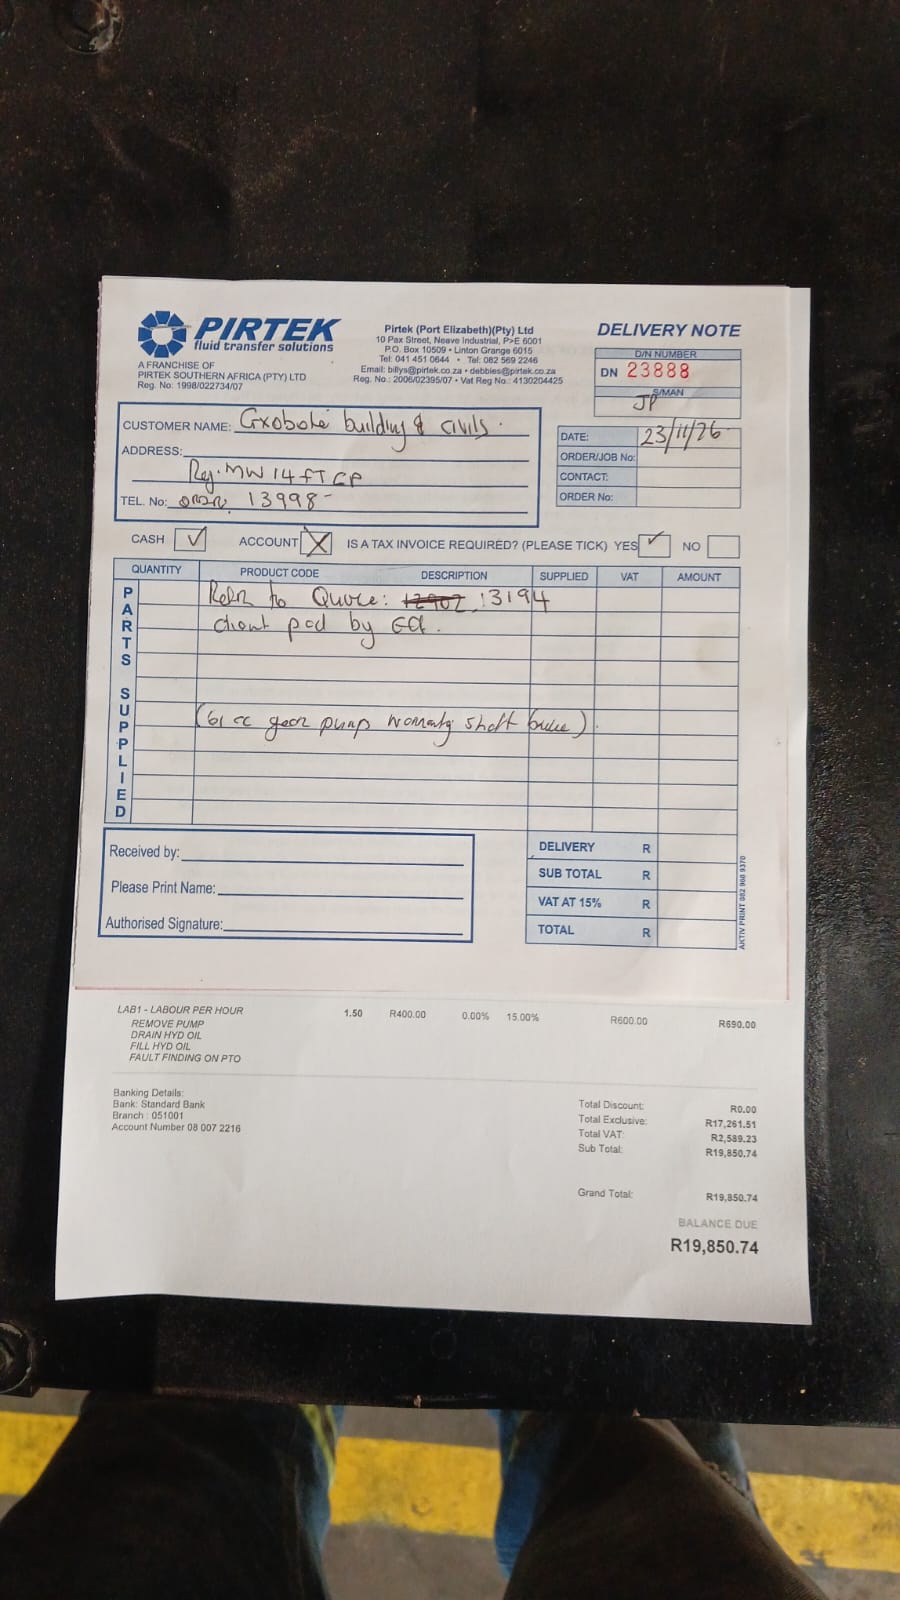 PIRTEK
fluid transfer solutions
A FRANCHISE OF
PIRTEK SOUTHERN AFRICA (PTY) LTD
Reg. No: 1998/022734/07
Pirtek (Port Elizabeth)(Pty) Ltd
10 Pax Street, Neave Industrial, P>E 6001
P.O. Box 10509 • Linton Grange 6015
Tel: 041 451 0644 • Tel: 082 569 2246
Email: billys@pirtek.co.za • debbies@pirtek.co.za
Reg. No.: 2006/02395/07 • Vat Reg No.: 4130204425
DELIVERY NOTE
D/N NUMBER
DN 23888
S/MAN
JP
CUSTOMER NAME: Gxobole building & civils.
ADDRESS:
Reg. MW 14 FT GP
TEL. No: 13998
DATE: 23/11/26
ORDER/JOB No:
CONTACT:
ORDER No:
CASH ✓ ACCOUNT X IS A TAX INVOICE REQUIRED? (PLEASE TICK) YES ✓ NO
QUANTITY PRODUCT CODE DESCRIPTION SUPPLIED VAT AMOUNT
PARTS SUPPLIED
to Quote: 13194
client by
(61 cc gear pump shaft)
Received by:
Please Print Name:
Authorised Signature:
DELIVERY R
SUB TOTAL R
VAT AT 15% R
TOTAL R
AKTIV PRINT 082 968 9370
LAB1 - LABOUR PER HOUR 1.50 R400.00 0.00% 15.00% R600.00 R690.00
REMOVE PUMP
DRAIN HYD OIL
FILL HYD OIL
FAULT FINDING ON PTO
Banking Details:
Bank: Standard Bank
Branch : 051001
Account Number 08 007 2216
Total Discount: R0.00
Total Exclusive: R17,261.51
Total VAT: R2,589.23
Sub Total: R19,850.74
Grand Total: R19,850.74
BALANCE DUE
R19,850.74